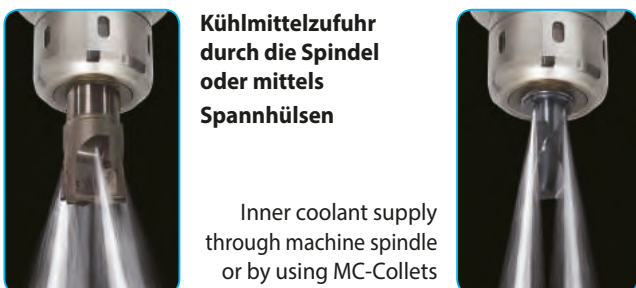 Kühlmittelzufuhr
durch die Spindel
oder mittels
Spannhülsen
Inner coolant supply
through machine spindle
or by using MC-Collets